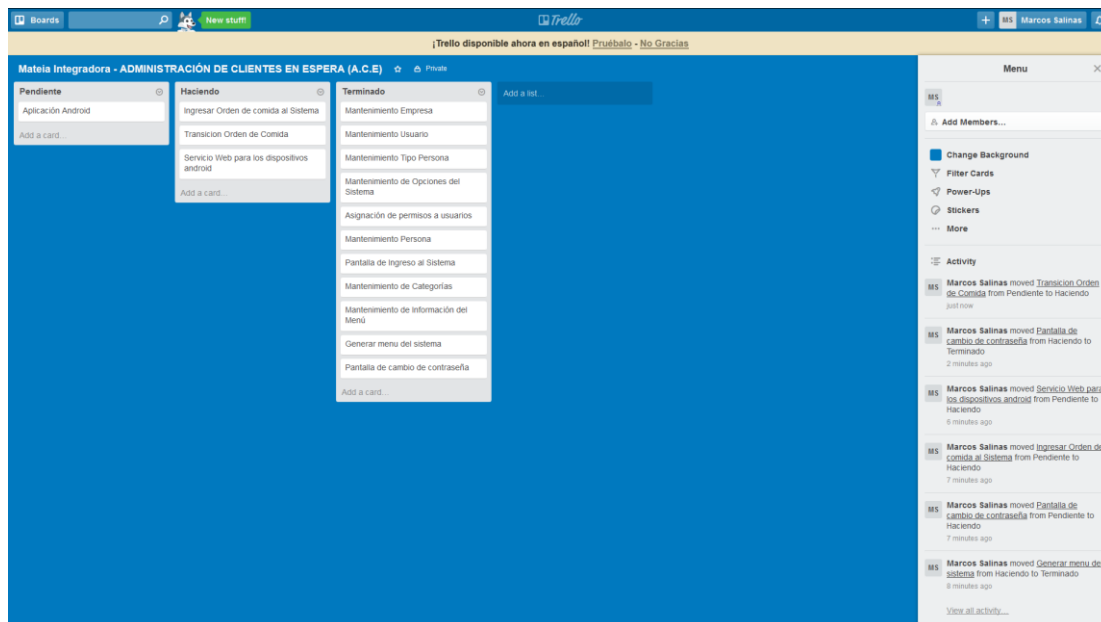 Boards
New stuff!
Trello
+
MS Marcos Salinas
¡Trello disponible ahora en español! Pruébalo - No Gracias
Mateia Integradora - ADMINISTRACIÓN DE CLIENTES EN ESPERA (A.C.E)
Private
Pendiente
Aplicación Android
Add a card...
Haciendo
Ingresar Orden de comida al Sistema
Transicion Orden de Comida
Servicio Web para los dispositivos
android
Add a card...
Terminado
Mantenimiento Empresa
Mantenimiento Usuario
Mantenimiento Tipo Persona
Mantenimiento de Opciones del
Sistema
Asignación de permisos a usuarios
Mantenimiento Persona
Pantalla de Ingreso al Sistema
Mantenimiento de Categorías
Mantenimiento de Información del
Menú
Generar menu del sistema
Pantalla de cambio de contraseña
Add a card...
Add a list...
Menu
MS
Add Members...
Change Background
Filter Cards
Power-Ups
Stickers
More
Activity
MS Marcos Salinas moved Transicion Orden
de Comida from Pendiente to Haciendo
just now
MS Marcos Salinas moved Pantalla de
cambio de contraseña from Haciendo to
Terminado
2 minutes ago
MS Marcos Salinas moved Servicio Web para
los dispositivos android from Pendiente to
Haciendo
6 minutes ago
MS Marcos Salinas moved Ingresar Orden de
comida al Sistema from Pendiente to
Haciendo
7 minutes ago
MS Marcos Salinas moved Pantalla de
cambio de contraseña from Pendiente to
Haciendo
7 minutes ago
MS Marcos Salinas moved Generar menu del
sistema from Haciendo to Terminado
8 minutes ago
View all activity...